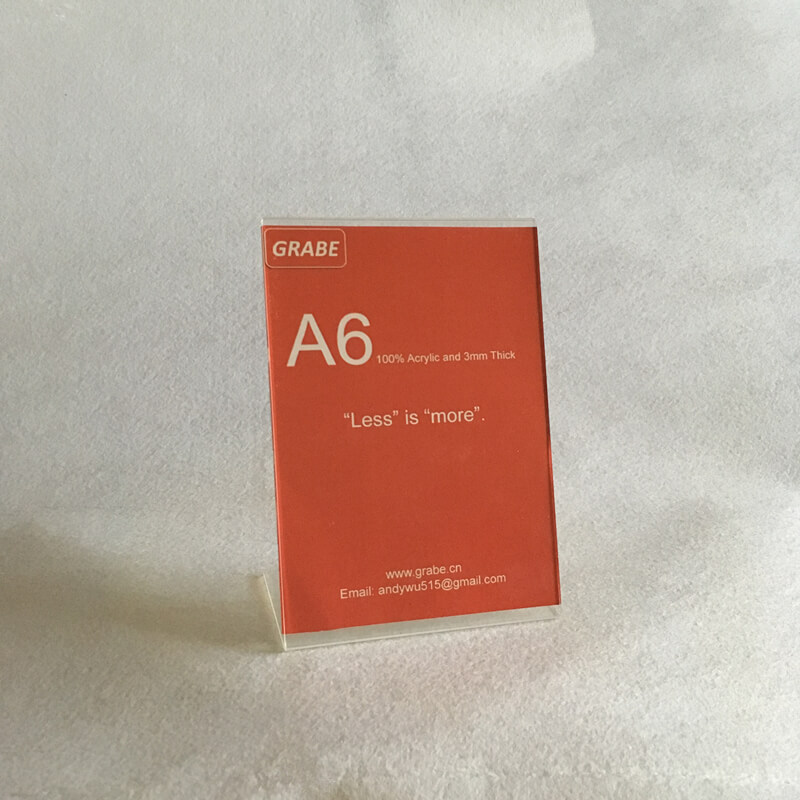 GRABE
A6 100% Acrylic and 3mm Thick
“Less” is “more”.
www.grabe.cn
Email: andywu515@gmail.com